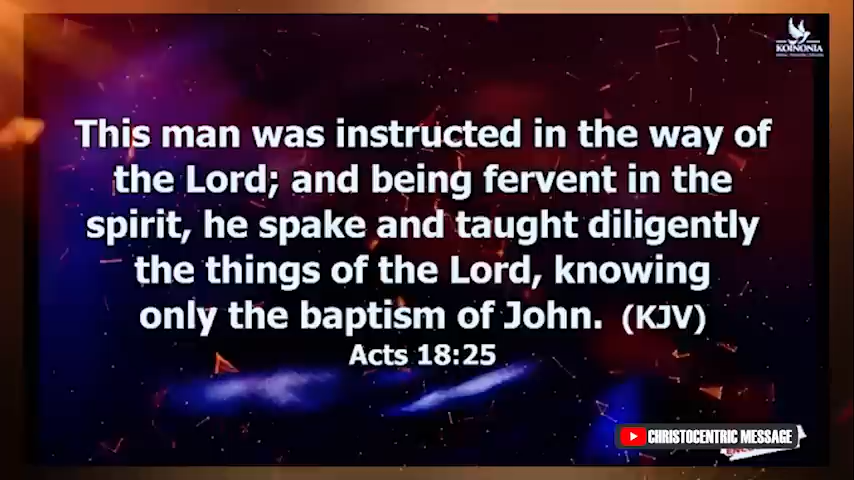 KOINONIA
This man was instructed in the way of
the Lord; and being fervent in the
spirit, he spake and taught diligently
the things of the Lord, knowing
only the baptism of John. (KJV)
Acts 18:25
CHRISTOCENTRIC MESSAGE